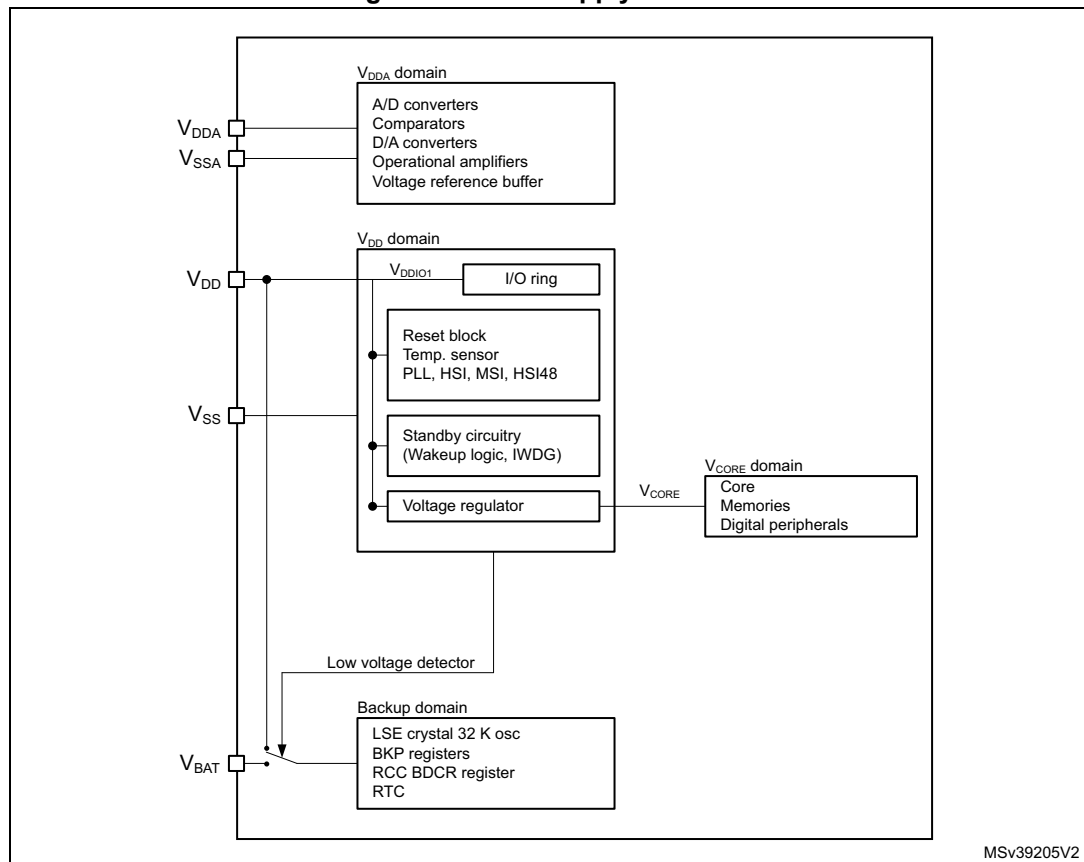 V_DDA domain
A/D converters
Comparators
D/A converters
Operational amplifiers
Voltage reference buffer
V_DDA
V_SSA
V_DD domain
V_DD
V_DDIO1
I/O ring
Reset block
Temp. sensor
PLL, HSI, MSI, HSI48
V_SS
Standby circuitry
(Wakeup logic, IWDG)
Voltage regulator
V_CORE
V_CORE domain
Core
Memories
Digital peripherals
Low voltage detector
Backup domain
LSE crystal 32 K osc
BKP registers
RCC BDCR register
RTC
V_BAT
MSv39205V2